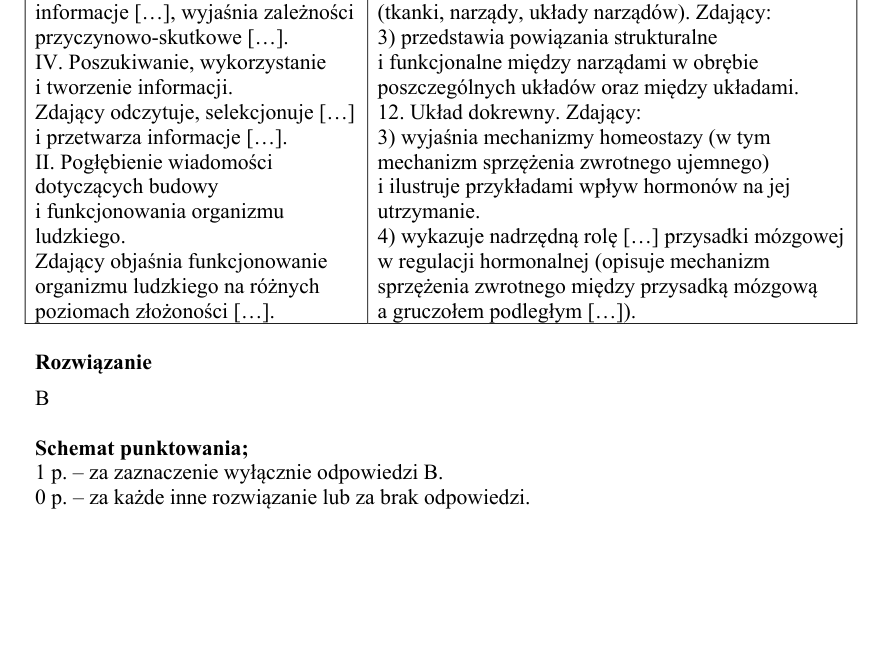 informacje […], wyjaśnia zależności
przyczynowo-skutkowe […].
IV. Poszukiwanie, wykorzystanie
i tworzenie informacji.
Zdający odczytuje, selekcjonuje […]
i przetwarza informacje […].
II. Pogłębienie wiadomości
dotyczących budowy
i funkcjonowania organizmu
ludzkiego.
Zdający objaśnia funkcjonowanie
organizmu ludzkiego na różnych
poziomach złożoności […].
(tkanki, narządy, układy narządów). Zdający:
3) przedstawia powiązania strukturalne
i funkcjonalne między narządami w obrębie
poszczególnych układów oraz między układami.
12. Układ dokrewny. Zdający:
3) wyjaśnia mechanizmy homeostazy (w tym
mechanizm sprzężenia zwrotnego ujemnego)
i ilustruje przykładami wpływ hormonów na jej
utrzymanie.
4) wykazuje nadrzędną rolę […] przysadki mózgowej
w regulacji hormonalnej (opisuje mechanizm
sprzężenia zwrotnego między przysadką mózgową
a gruczołem podległym […]).
Rozwiązanie
B
Schemat punktowania;
1 p. – za zaznaczenie wyłącznie odpowiedzi B.
0 p. – za każde inne rozwiązanie lub za brak odpowiedzi.